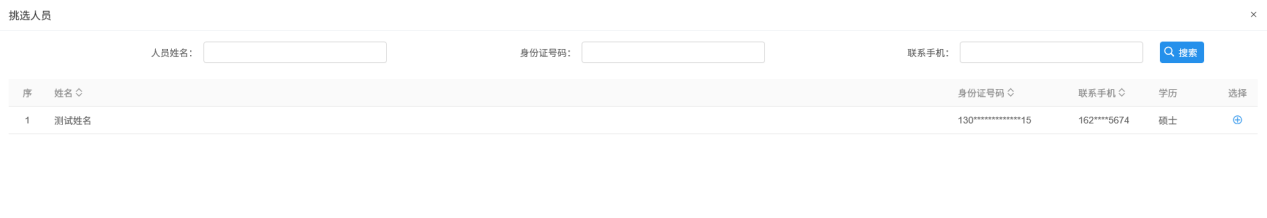 挑选人员 ×
人员姓名： 身份证号码： 联系手机： 搜索
序 姓名 身份证号码 联系手机 学历 选择
1 测试姓名 130*************15 162****5674 硕士